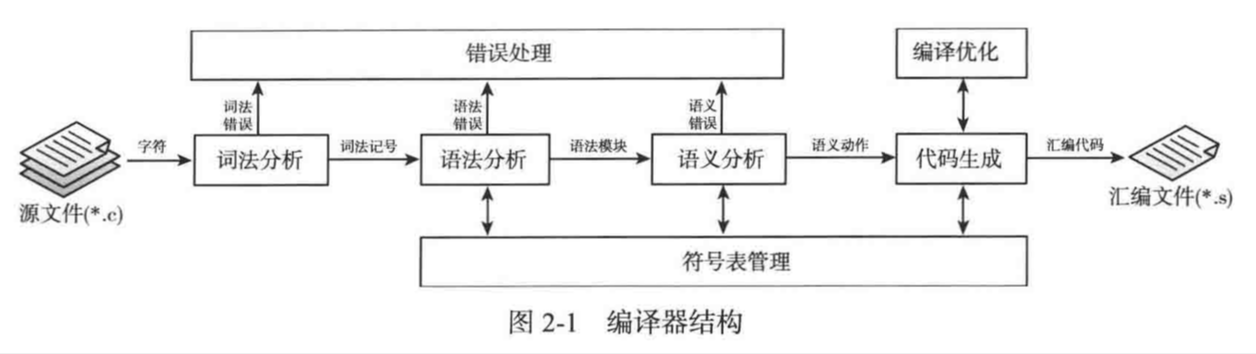 错误处理
编译优化
词法
错误
语法
错误
语义
错误
字符
词法分析
词法记号
语法分析
语法模块
语义分析
语义动作
代码生成
汇编代码
源文件(*.c)
汇编文件(*.s)
符号表管理
图 2-1 编译器结构